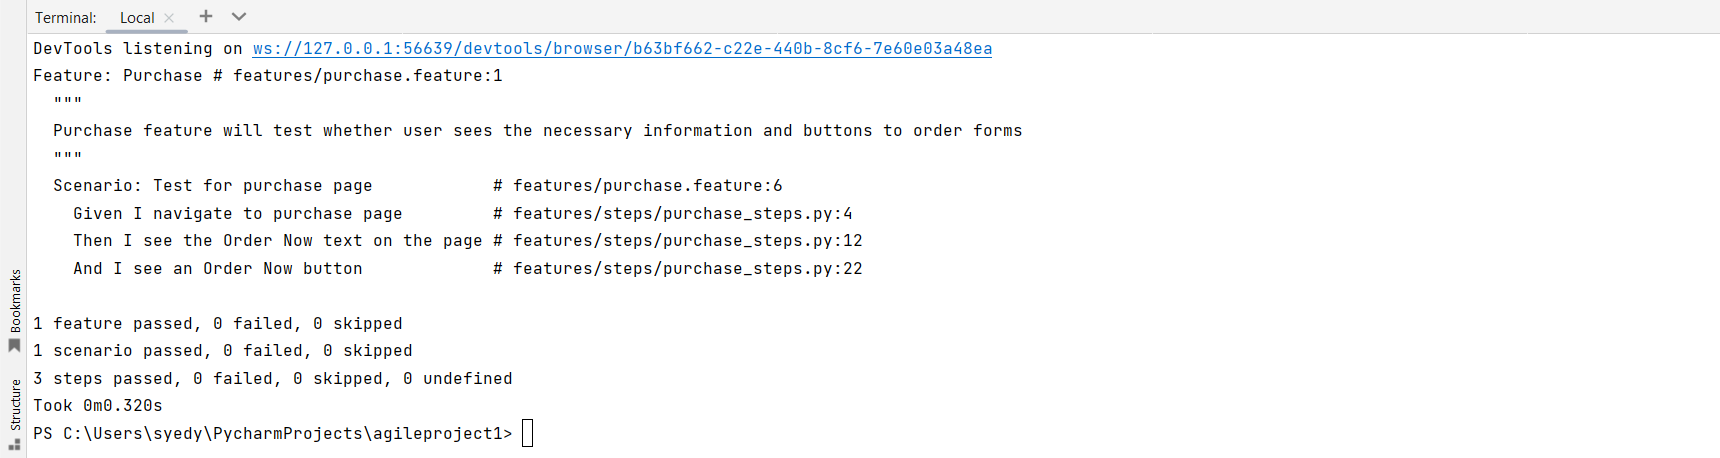 Terminal: Local
DevTools listening on ws://127.0.0.1:56639/devtools/browser/b63bf662-c22e-440b-8cf6-7e60e03a48ea
Feature: Purchase # features/purchase.feature:1
  """
  Purchase feature will test whether user sees the necessary information and buttons to order forms
  """
  Scenario: Test for purchase page            # features/purchase.feature:6
    Given I navigate to purchase page         # features/steps/purchase_steps.py:4
    Then I see the Order Now text on the page # features/steps/purchase_steps.py:12
    And I see an Order Now button             # features/steps/purchase_steps.py:22
1 feature passed, 0 failed, 0 skipped
1 scenario passed, 0 failed, 0 skipped
3 steps passed, 0 failed, 0 skipped, 0 undefined
Took 0m0.320s
PS C:\Users\syedy\PycharmProjects\agileproject1>
Bookmarks
Structure